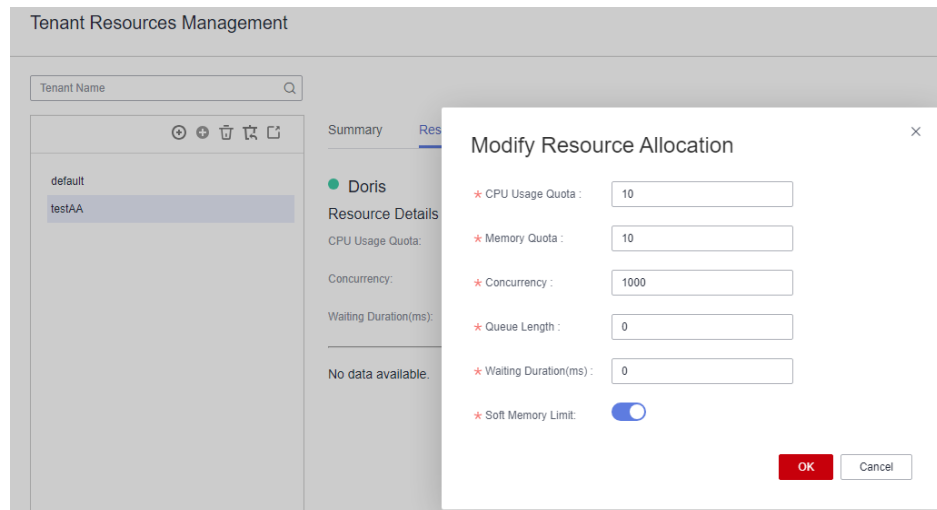 Tenant Resources Management
Tenant Name
default
testAA
Summary Res
Doris
Resource Details
CPU Usage Quota:
Concurrency:
Waiting Duration(ms):
No data available.
Modify Resource Allocation
* CPU Usage Quota : 10
* Memory Quota : 10
* Concurrency : 1000
* Queue Length : 0
* Waiting Duration(ms) : 0
* Soft Memory Limit:
OK Cancel